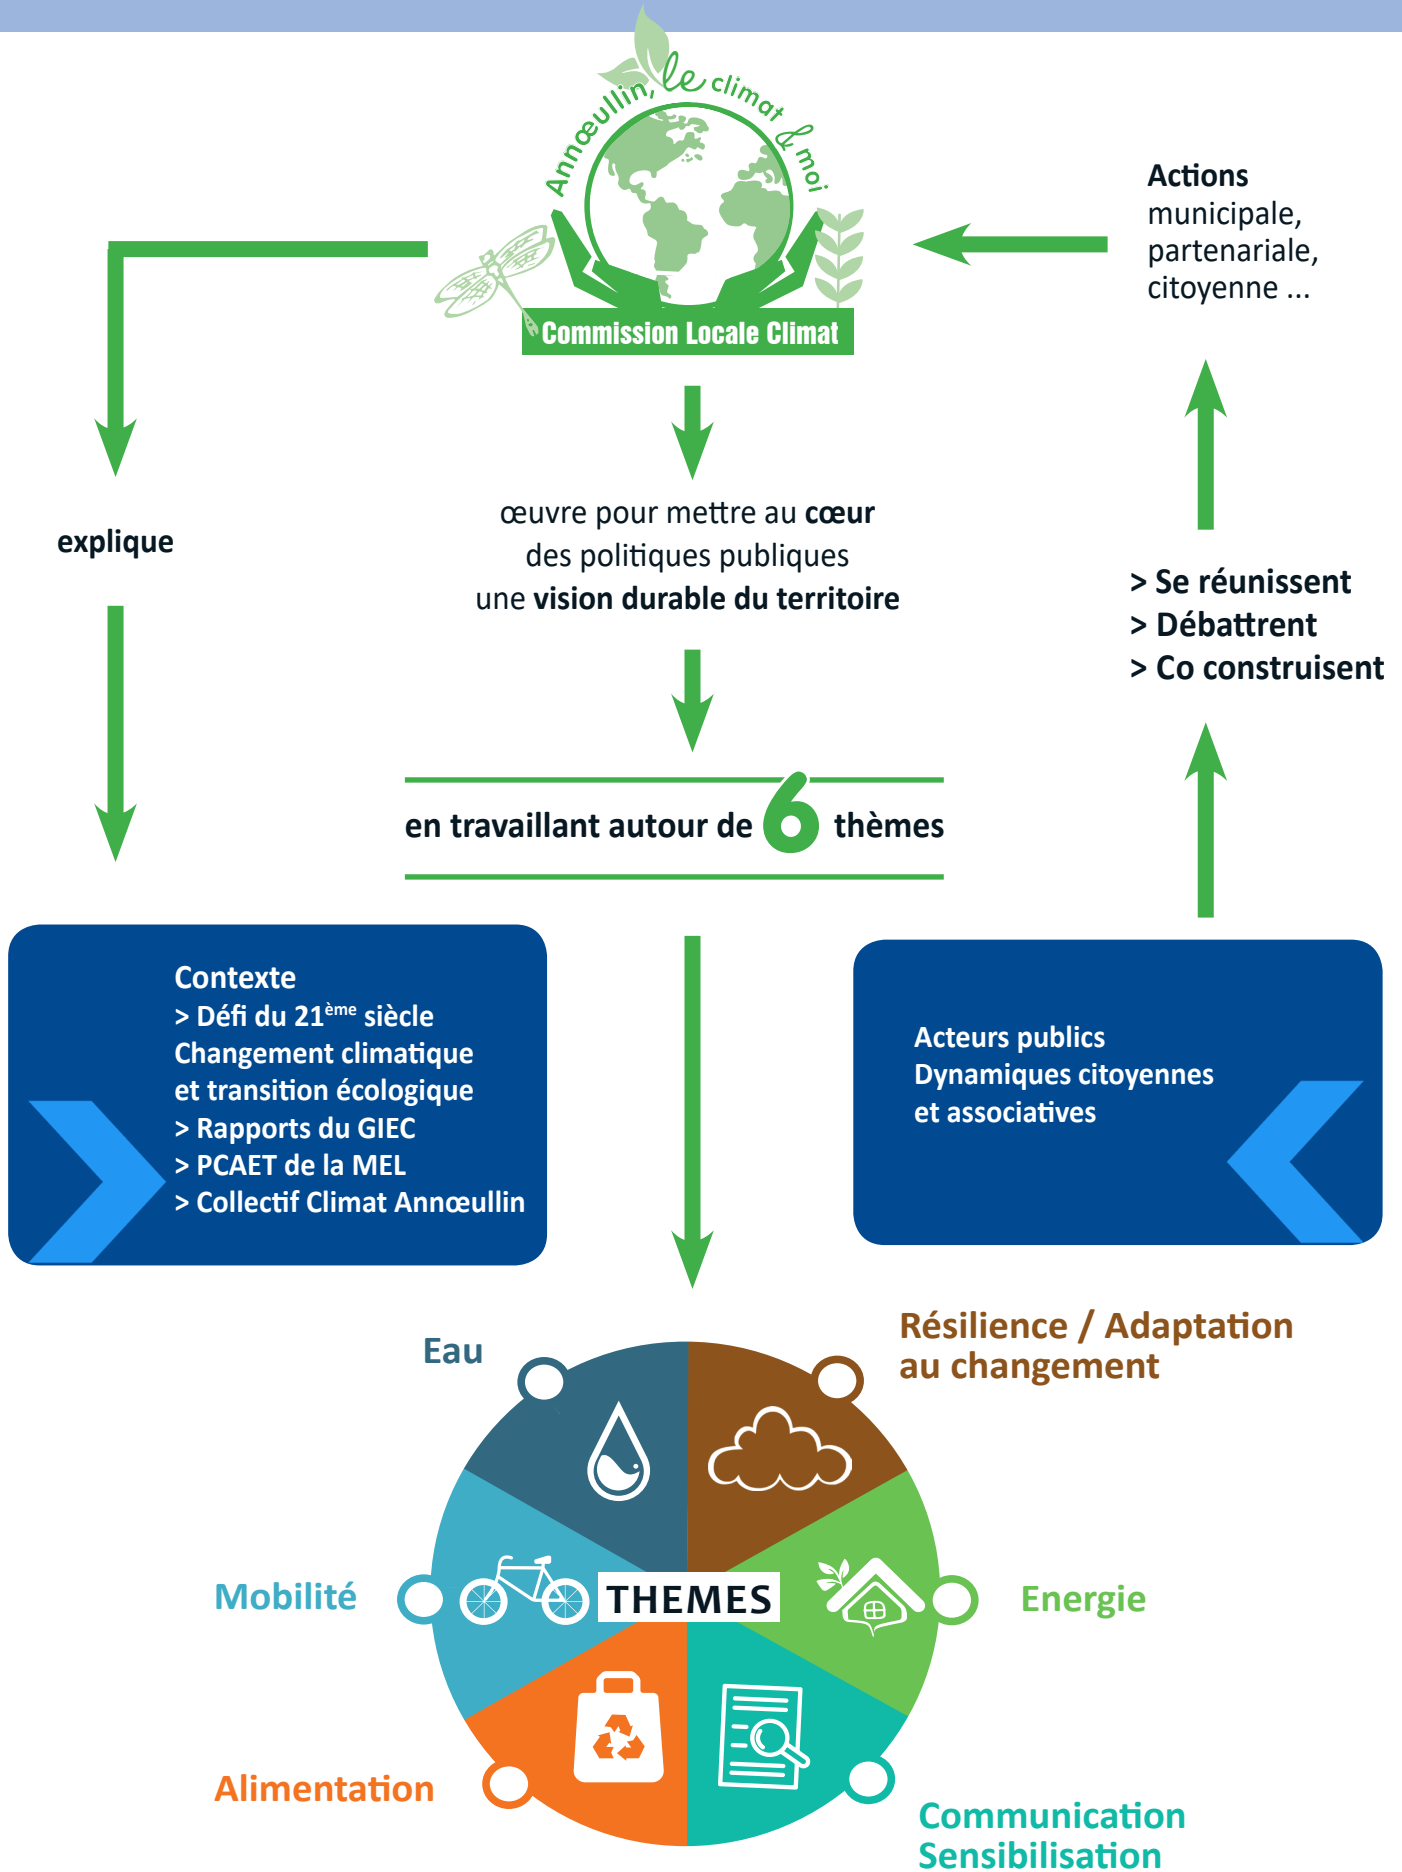 Annœullin, le climat & moi
Commission Locale Climat
Actions
municipale,
partenariale,
citoyenne ...
explique
œuvre pour mettre au cœur
des politiques publiques
une vision durable du territoire
> Se réunissent
> Débattrent
> Co construisent
en travaillant autour de 6 thèmes
Contexte
> Défi du 21ème siècle
Changement climatique
et transition écologique
> Rapports du GIEC
> PCAET de la MEL
> Collectif Climat Annœullin
Acteurs publics
Dynamiques citoyennes
et associatives
Eau
Résilience / Adaptation
au changement
Mobilité
THEMES
Energie
Alimentation
Communication
Sensibilisation